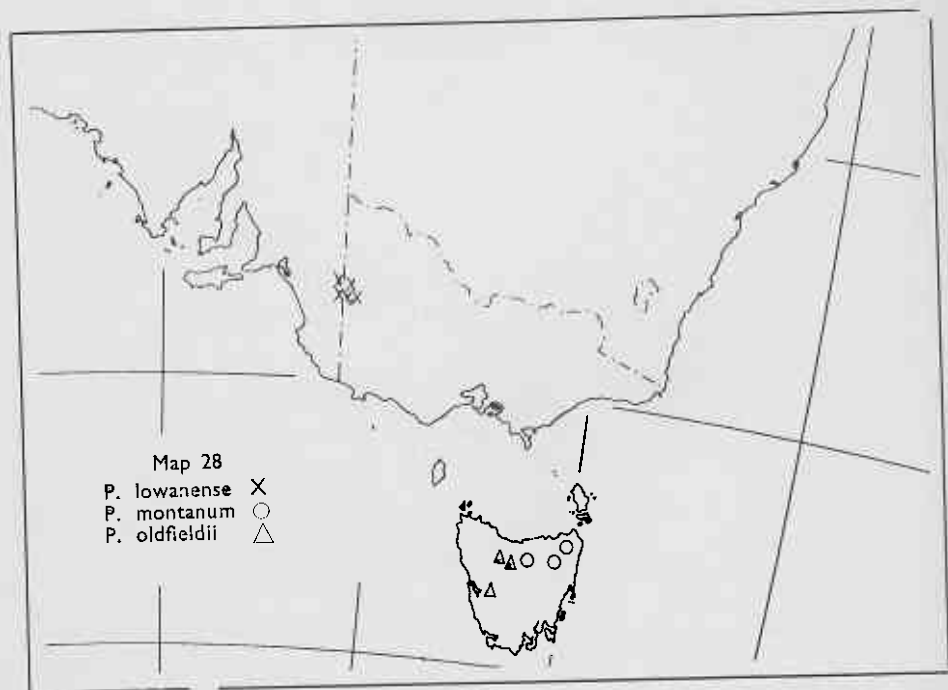 Map 28
P. lowanense X
P. montanum ○
P. oldfieldii △